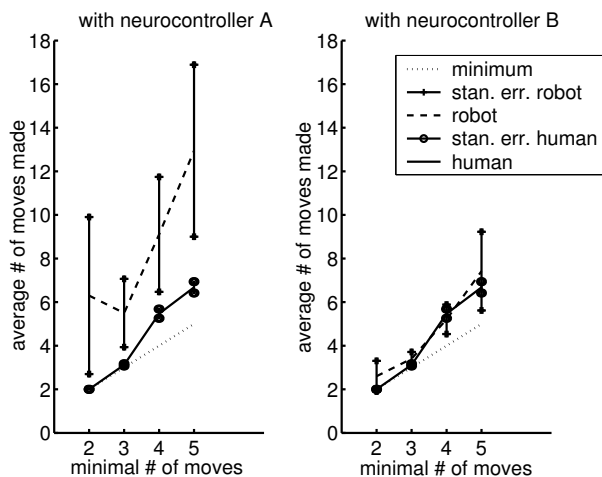 with neurocontroller A
18
16
14
12
10
8
6
4
2
0
average # of moves made
2 3 4 5
minimal # of moves
with neurocontroller B
18
16
14
12
10
8
6
4
2
0
average # of moves made
2 3 4 5
minimal # of moves
minimum
stan. err. robot
robot
stan. err. human
human